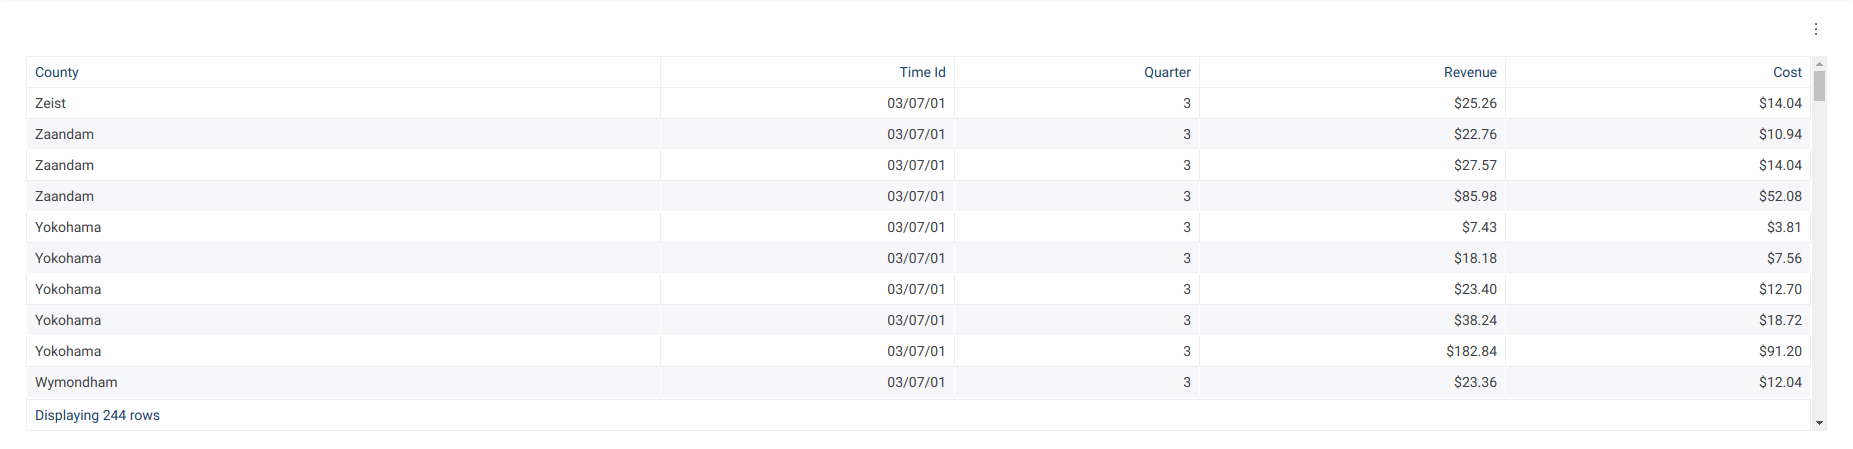 County Time Id Quarter Revenue Cost
Zeist 03/07/01 3 $25.26 $14.04
Zaandam 03/07/01 3 $22.76 $10.94
Zaandam 03/07/01 3 $27.57 $14.04
Zaandam 03/07/01 3 $85.98 $52.08
Yokohama 03/07/01 3 $7.43 $3.81
Yokohama 03/07/01 3 $18.18 $7.56
Yokohama 03/07/01 3 $23.40 $12.70
Yokohama 03/07/01 3 $38.24 $18.72
Yokohama 03/07/01 3 $182.84 $91.20
Wymondham 03/07/01 3 $23.36 $12.04
Displaying 244 rows